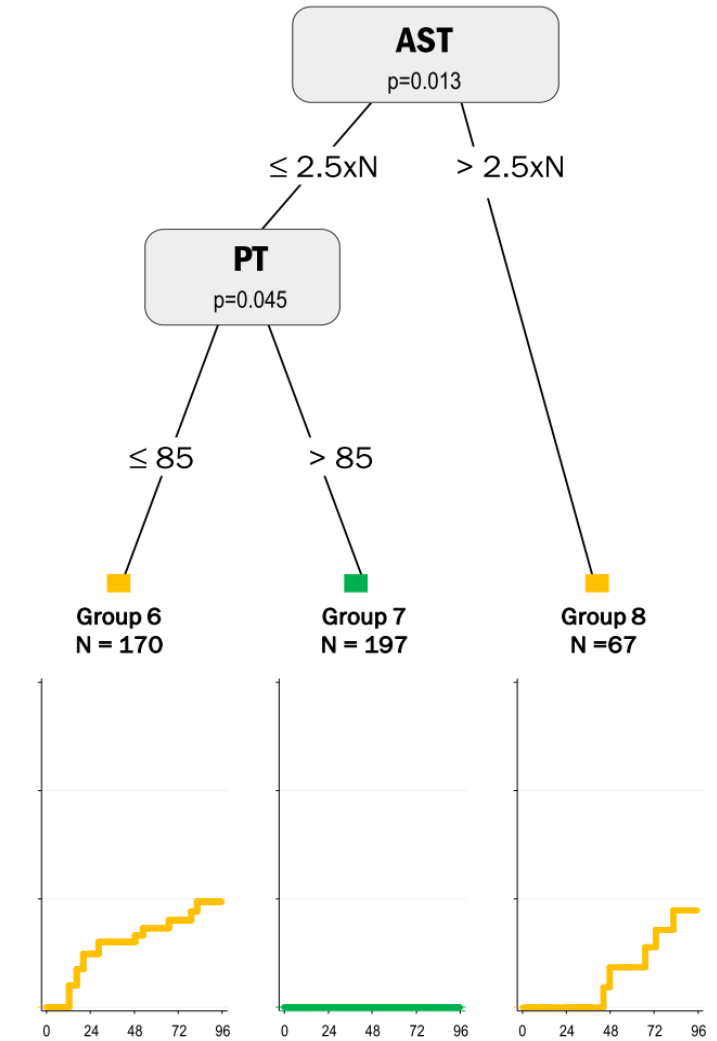 AST
p=0.013
≤ 2.5xN
> 2.5xN
PT
p=0.045
≤ 85
> 85
Group 6
N = 170
Group 7
N = 197
Group 8
N =67
0 24 48 72 96
0 24 48 72 96
0 24 48 72 96